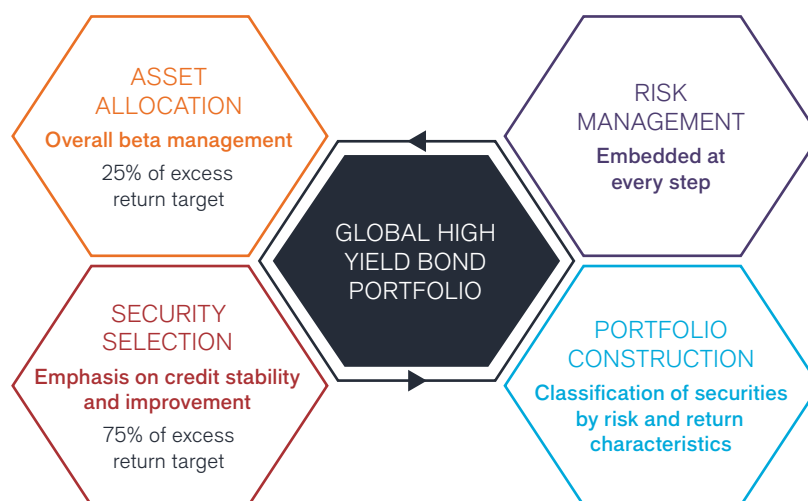 ASSET
ALLOCATION
Overall beta management
25% of excess
return target
RISK
MANAGEMENT
Embedded at
every step
GLOBAL HIGH
YIELD BOND
PORTFOLIO
SECURITY
SELECTION
Emphasis on credit stability
and improvement
75% of excess
return target
PORTFOLIO
CONSTRUCTION
Classification of securities
by risk and return
characteristics